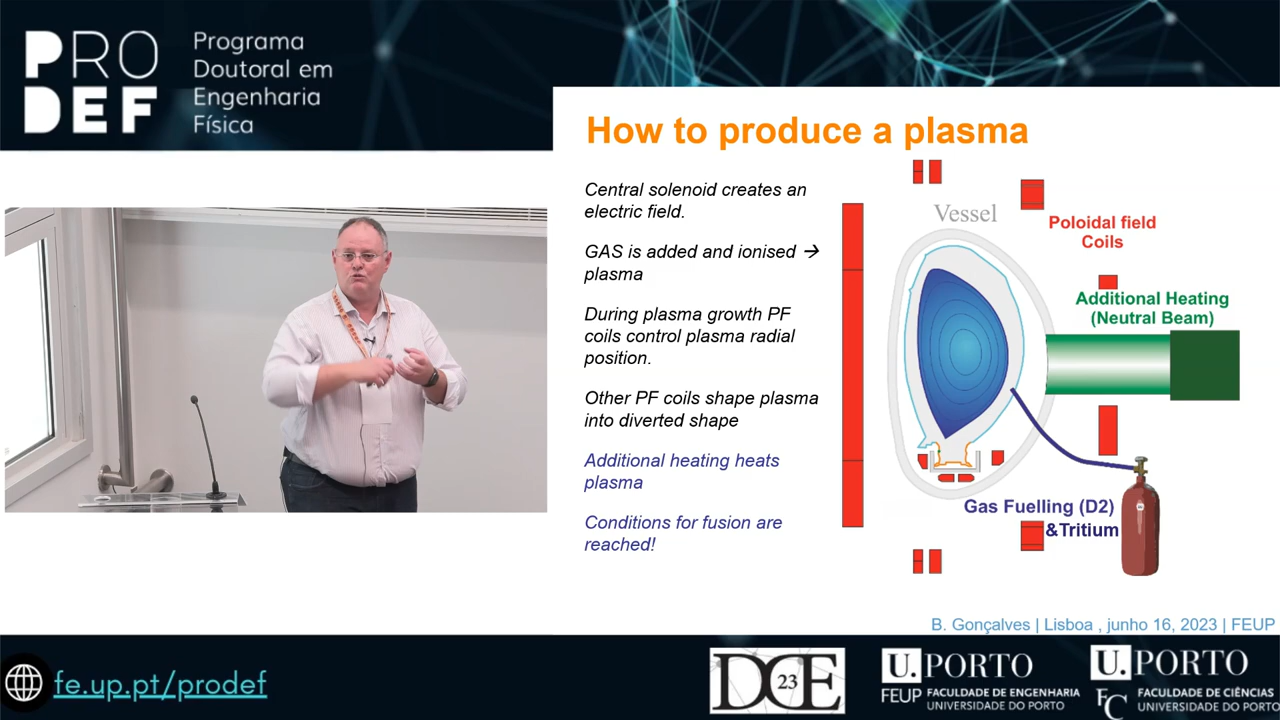 PRO
DEF
Programa
Doutoral em
Engenharia
Física
How to produce a plasma
Central solenoid creates an
electric field.
GAS is added and ionised →
plasma
During plasma growth PF
coils control plasma radial
position.
Other PF coils shape plasma
into diverted shape
Additional heating heats
plasma
Conditions for fusion are
reached!
Vessel
Poloidal field
Coils
Additional Heating
(Neutral Beam)
Gas Fuelling (D2)
&Tritium
B. Gonçalves | Lisboa , junho 16, 2023 | FEUP
fe.up.pt/prodef
DCE
23
U.PORTO
FEUP FACULDADE DE ENGENHARIA
UNIVERSIDADE DO PORTO
U.PORTO
FC FACULDADE DE CIÊNCIAS
UNIVERSIDADE DO PORTO